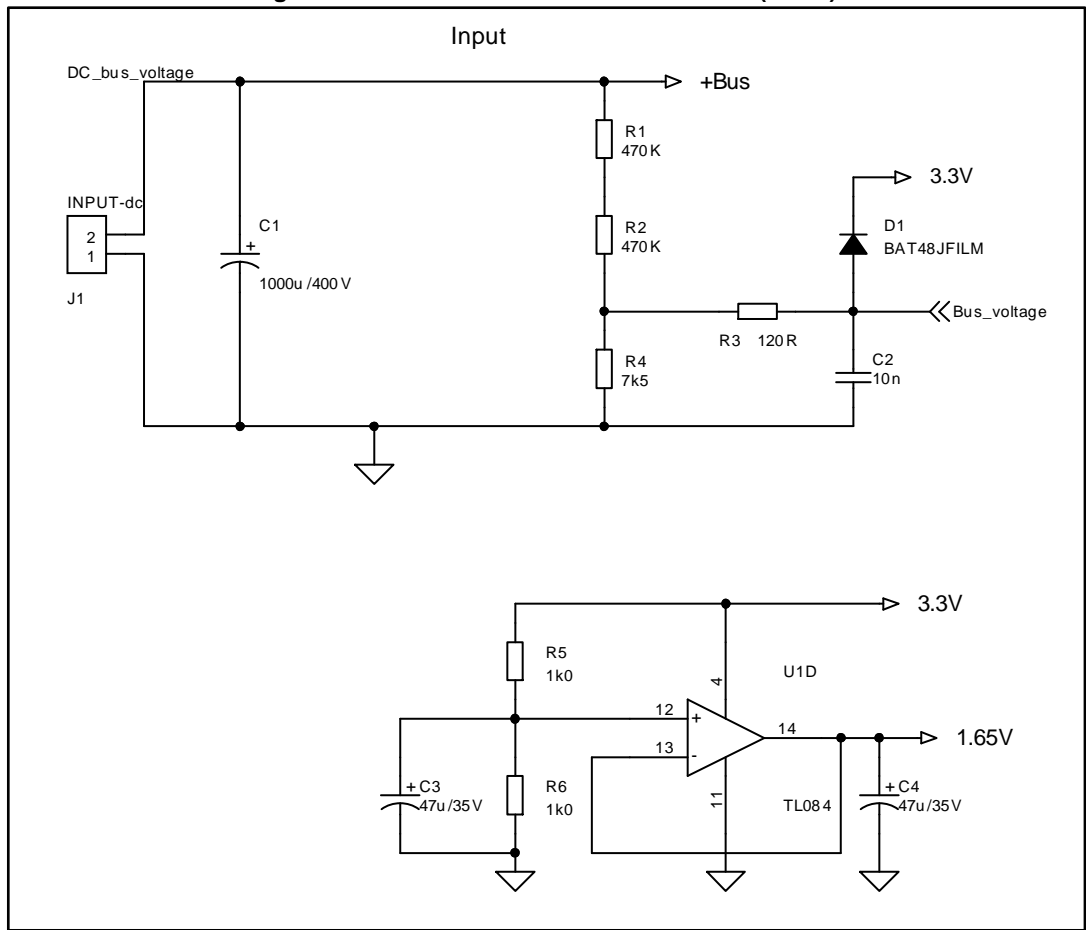 Input
DC_bus_voltage
+Bus
R1
470K
3.3V
INPUT-dc
2
1
J1
C1
+
1000u/400V
R2
470K
D1
BAT48JFILM
Bus_voltage
R3 120R
R4
7k5
C2
10n
3.3V
R5
1k0
4
U1D
12
+
13
-
14
1.65V
11
TL084
+
C3
47u/35V
R6
1k0
+
C4
47u/35V